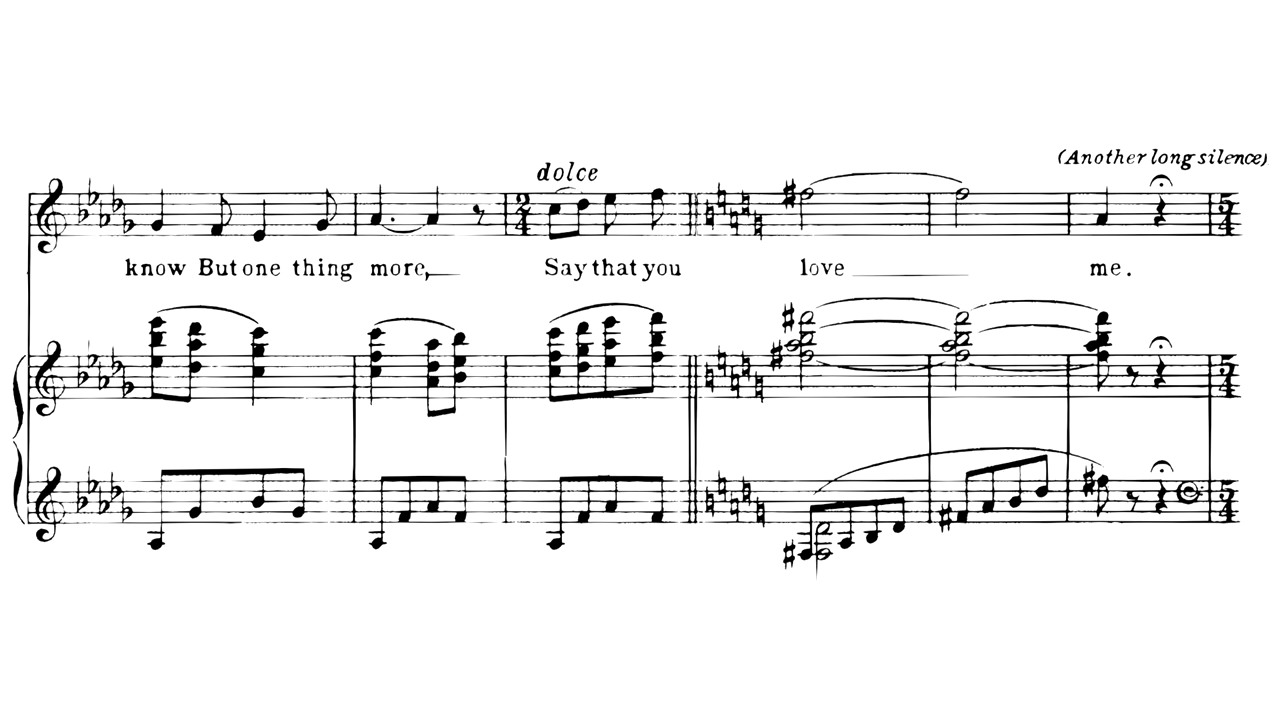 dolce
(Another long silence)
know But one thing more, Say that you love me.